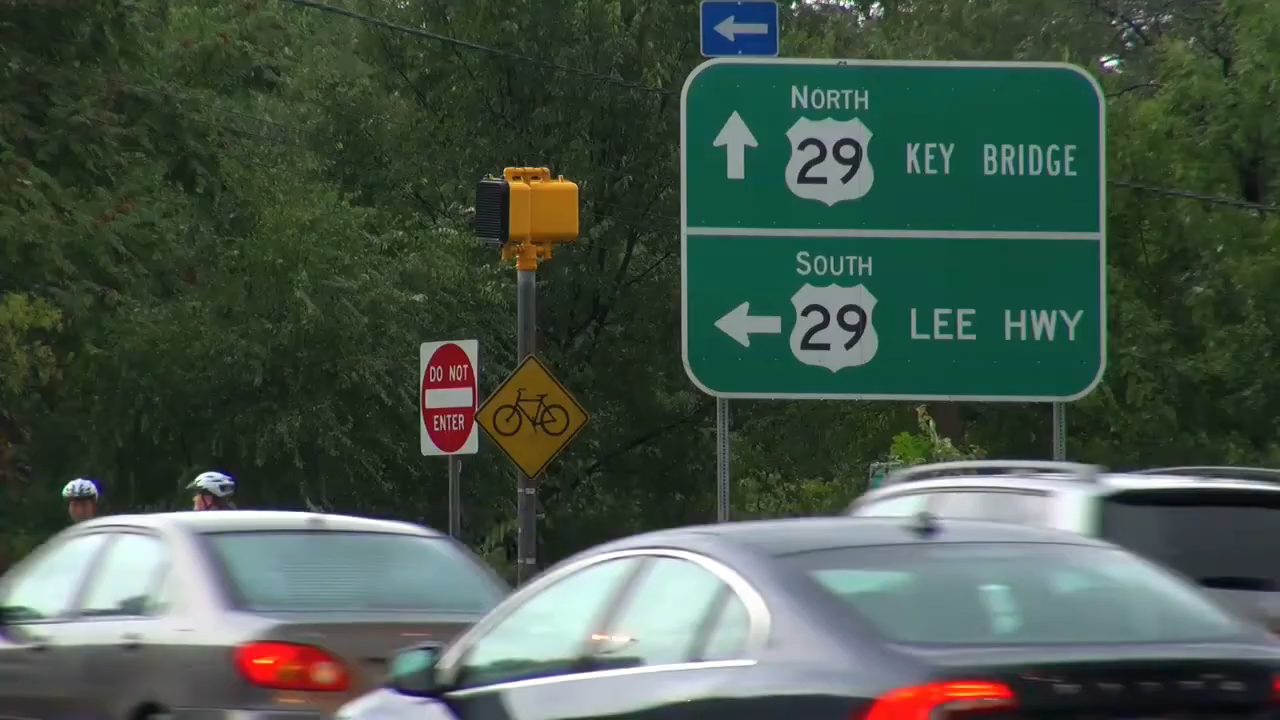 NORTH
29 KEY BRIDGE
SOUTH
29 LEE HWY
DO NOT
ENTER